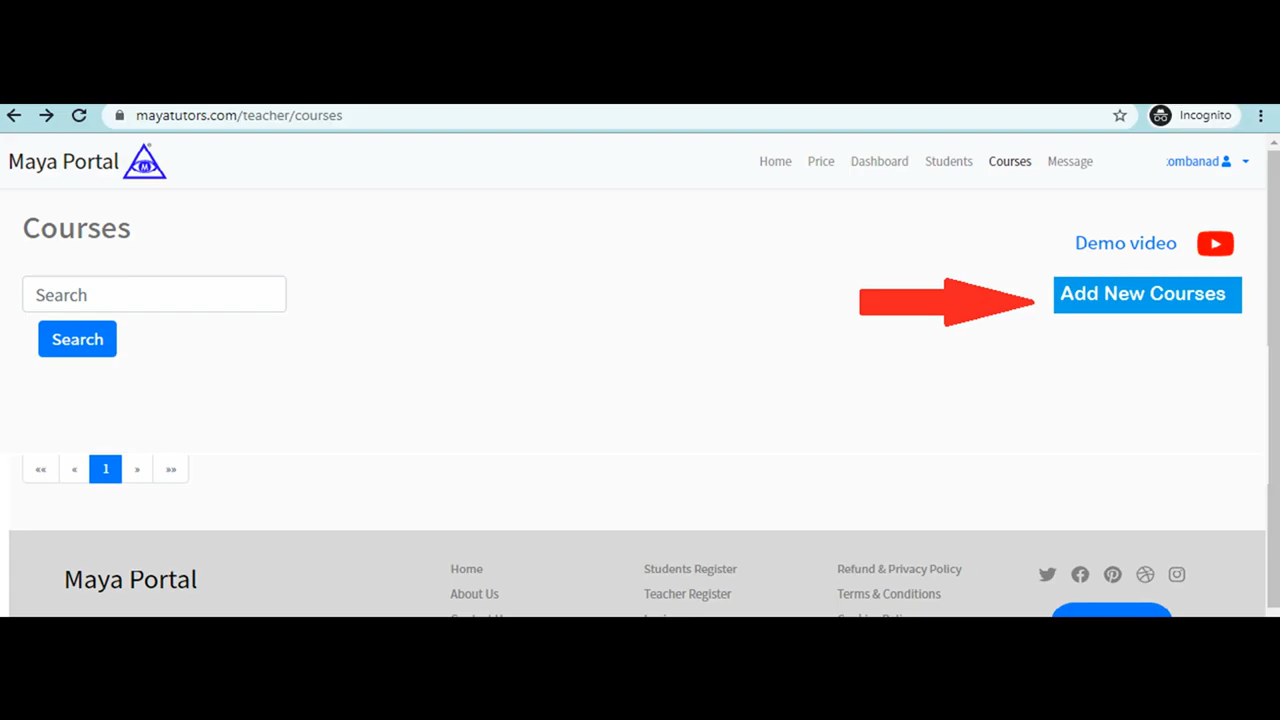 mayatutors.com/teacher/courses
Incognito
Maya Portal M
Home Price Dashboard Students Courses Message :ombanad
Courses
Demo video
Search
Add New Courses
Search
«« « 1 » »»
Maya Portal
Home Students Register Refund & Privacy Policy
About Us Teacher Register Terms & Conditions